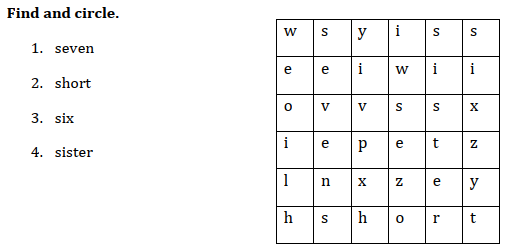 Find and circle.
1. seven
2. short
3. six
4. sister
w s y i s s
e e i w i i
o v v s s x
i e p e t z
l n x z e y
h s h o r t